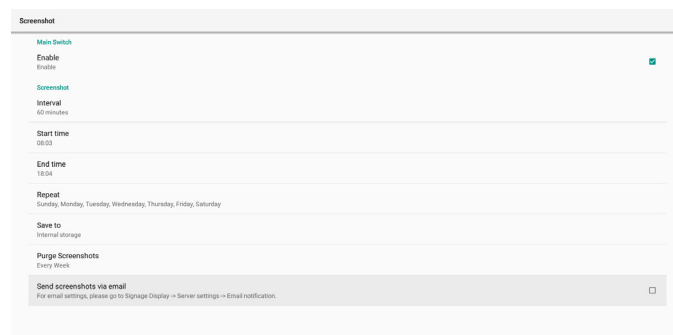 Screenshot
Main Switch
Enable
Enable
Screenshot
Interval
60 minutes
Start time
08:03
End time
18:04
Repeat
Sunday, Monday, Tuesday, Wednesday, Thursday, Friday, Saturday
Save to
Internal storage
Purge Screenshots
Every Week
Send screenshots via email
For email settings, please go to Signage Display -> Server settings -> Email notification.